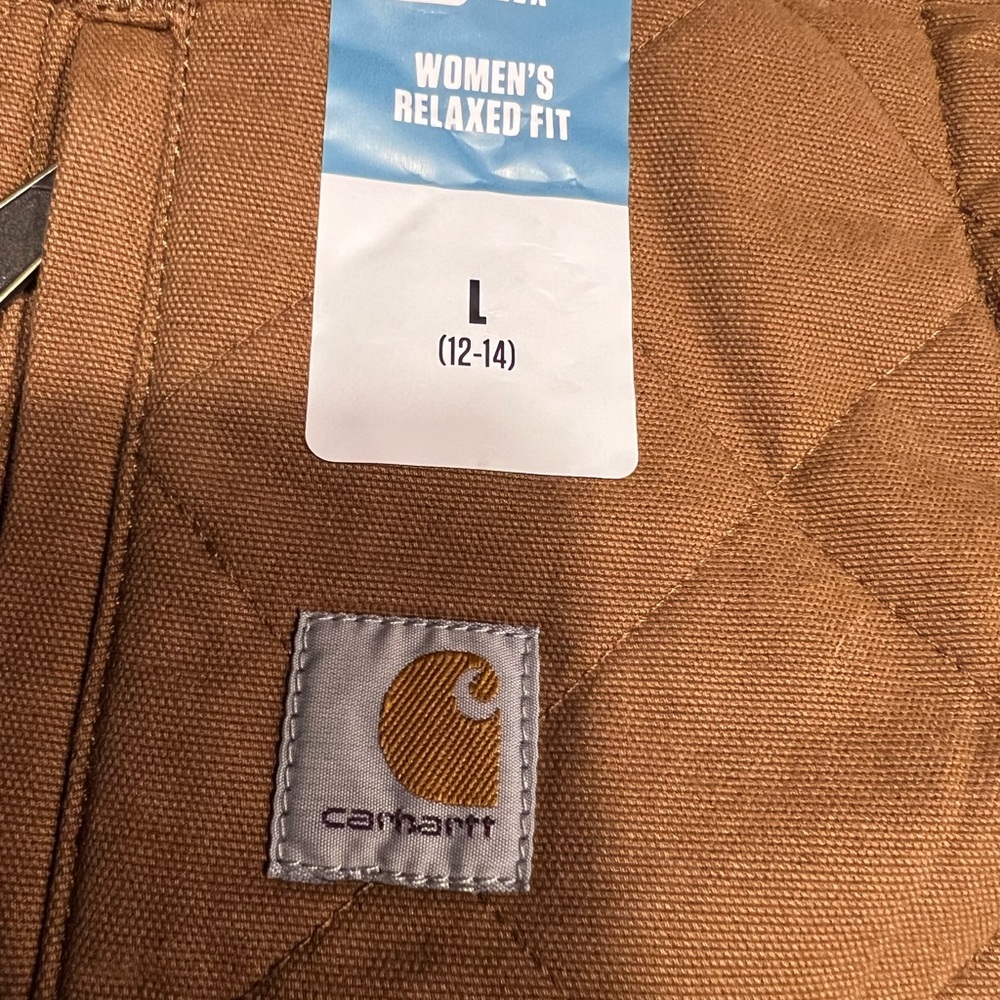 WOMEN'S
RELAXED FIT
L
(12-14)
carhartt